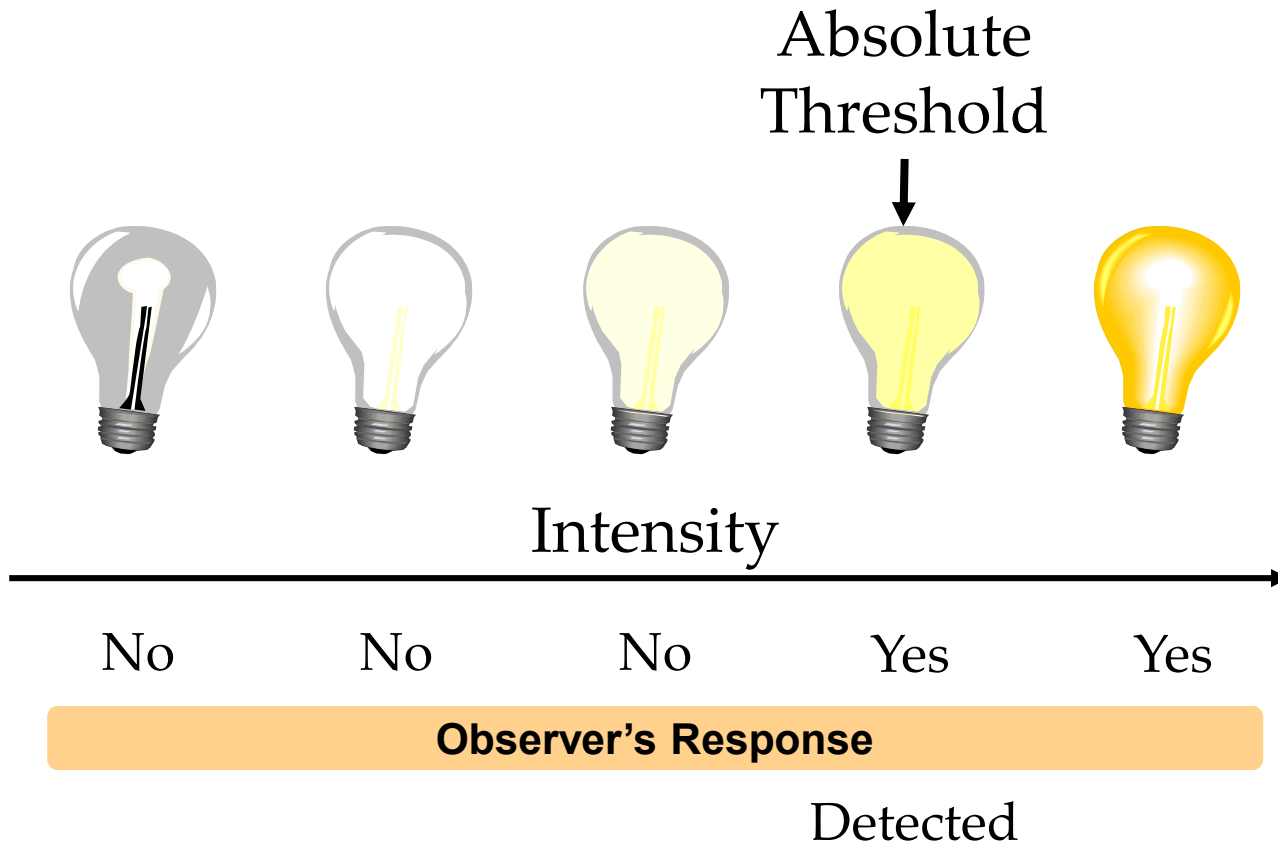 Absolute
Threshold
Intensity
No No No Yes Yes
Observer’s Response
Detected